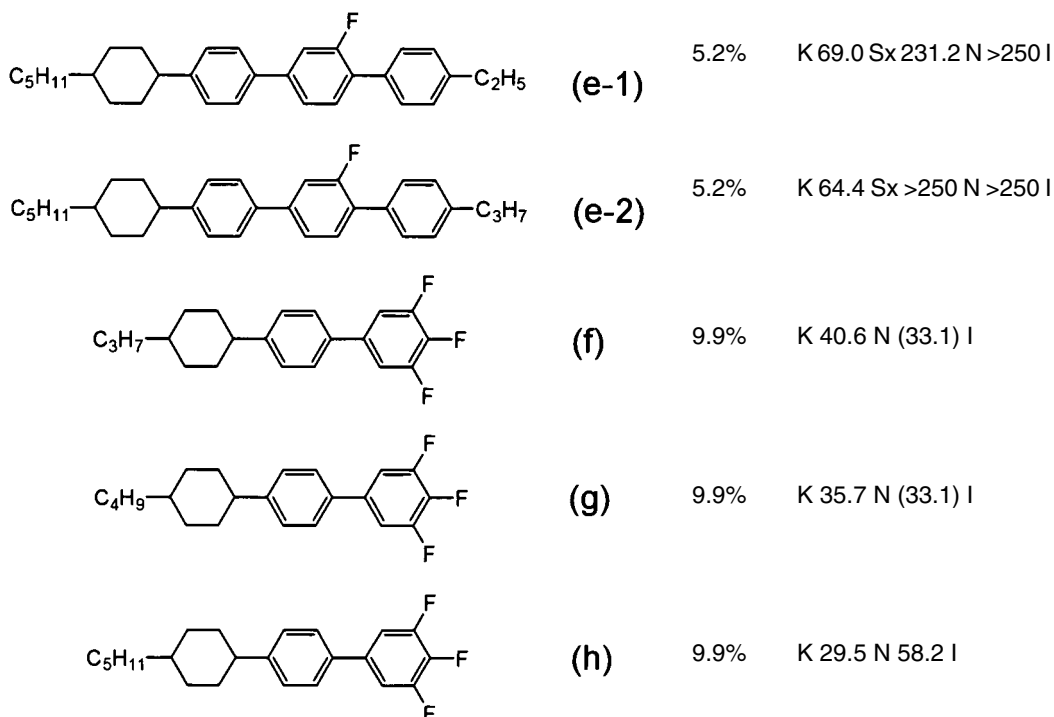 F
C5H11 C2H5 (e-1) 5.2% K 69.0 Sx 231.2 N >250 I
F
C5H11 C3H7 (e-2) 5.2% K 64.4 Sx >250 N >250 I
F
C3H7 F (f) 9.9% K 40.6 N (33.1) I
F
F
C4H9 F (g) 9.9% K 35.7 N (33.1) I
F
F
C5H11 F (h) 9.9% K 29.5 N 58.2 I
F